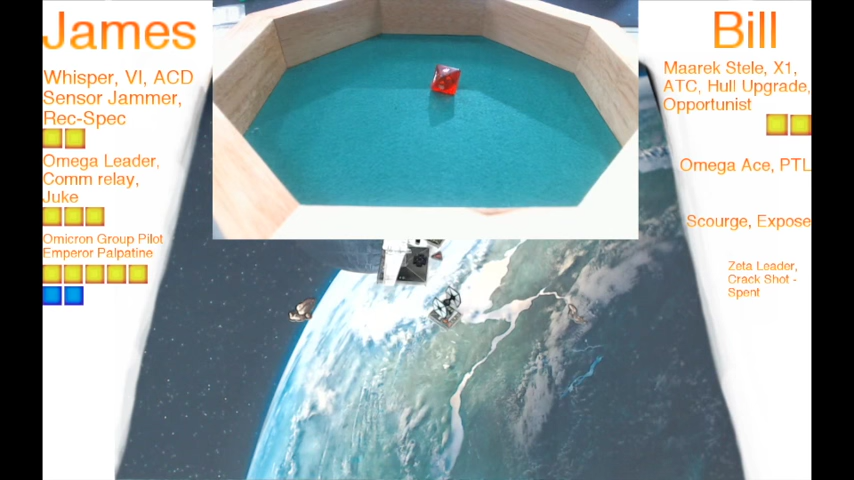 James
Whisper, VI, ACD
Sensor Jammer,
Rec-Spec
Omega Leader,
Comm relay,
Juke
Omicron Group Pilot
Emperor Palpatine
Bill
Maarek Stele, X1,
ATC, Hull Upgrade,
Opportunist
Omega Ace, PTL
Scourge, Expose
Zeta Leader,
Crack Shot -
Spent